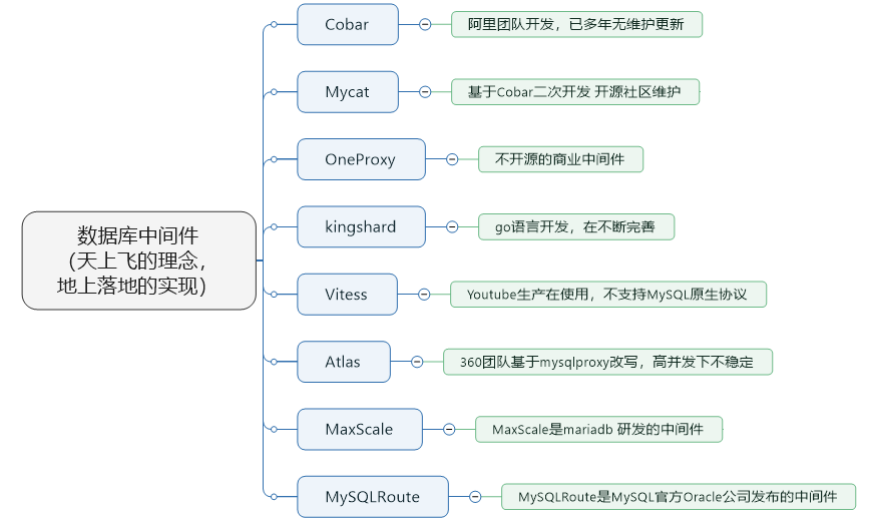 数据库中间件
（天上飞的理念，
地上落地的实现）
Cobar
阿里团队开发，已多年无维护更新
Mycat
基于Cobar二次开发 开源社区维护
OneProxy
不开源的商业中间件
kingshard
go语言开发，在不断完善
Vitess
Youtube生产在使用，不支持MySQL原生协议
Atlas
360团队基于mysqlproxy改写，高并发下不稳定
MaxScale
MaxScale是mariadb 研发的中间件
MySQLRoute
MySQLRoute是MySQL官方Oracle公司发布的中间件